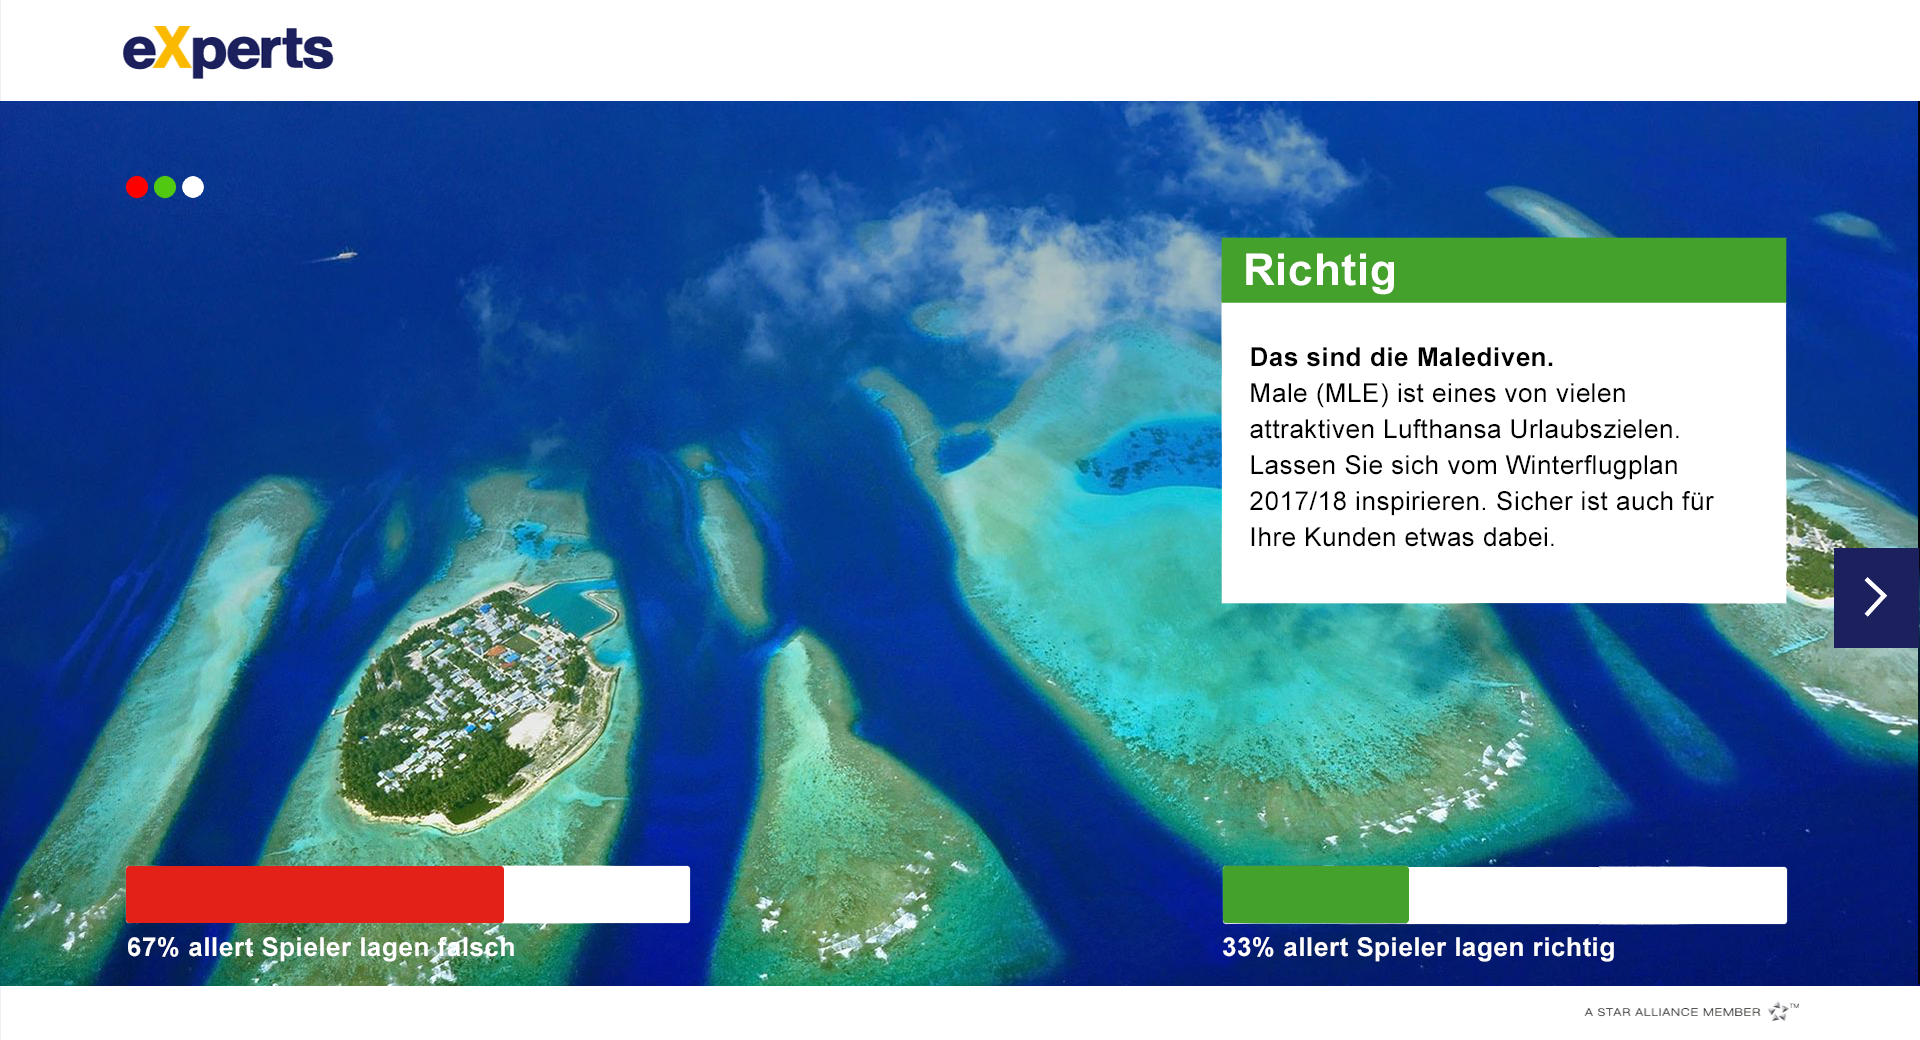 eXperts
Richtig
Das sind die Malediven.
Male (MLE) ist eines von vielen
attraktiven Lufthansa Urlaubszielen.
Lassen Sie sich vom Winterflugplan
2017/18 inspirieren. Sicher ist auch für
Ihre Kunden etwas dabei.
67% allert Spieler lagen falsch
33% allert Spieler lagen richtig
A STAR ALLIANCE MEMBER ™